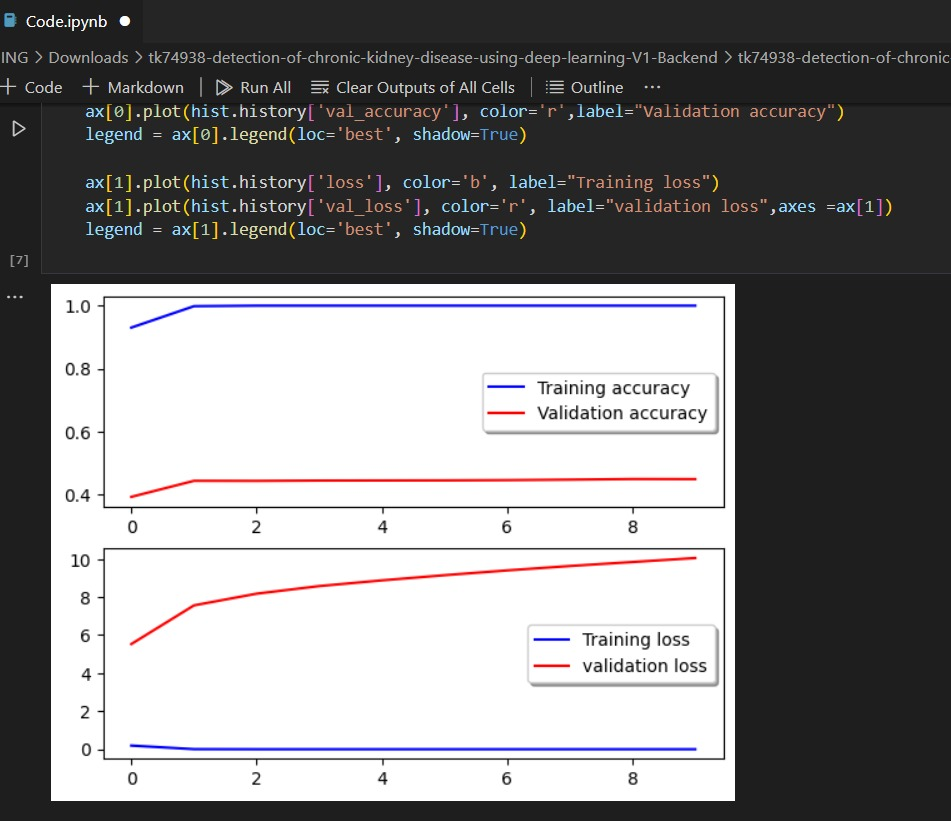 Code.ipynb
ING > Downloads > tk74938-detection-of-chronic-kidney-disease-using-deep-learning-V1-Backend > tk74938-detection-of-chronic
+ Code + Markdown | Run All Clear Outputs of All Cells | Outline ...
ax[0].plot(hist.history['val_accuracy'], color='r',label="Validation accuracy")
legend = ax[0].legend(loc='best', shadow=True)
ax[1].plot(hist.history['loss'], color='b', label="Training loss")
ax[1].plot(hist.history['val_loss'], color='r', label="validation loss",axes =ax[1])
legend = ax[1].legend(loc='best', shadow=True)
[7]
...
1.0
0.8
0.6
0.4
Training accuracy
Validation accuracy
0 2 4 6 8
10
8
6
4
2
0
Training loss
validation loss
0 2 4 6 8